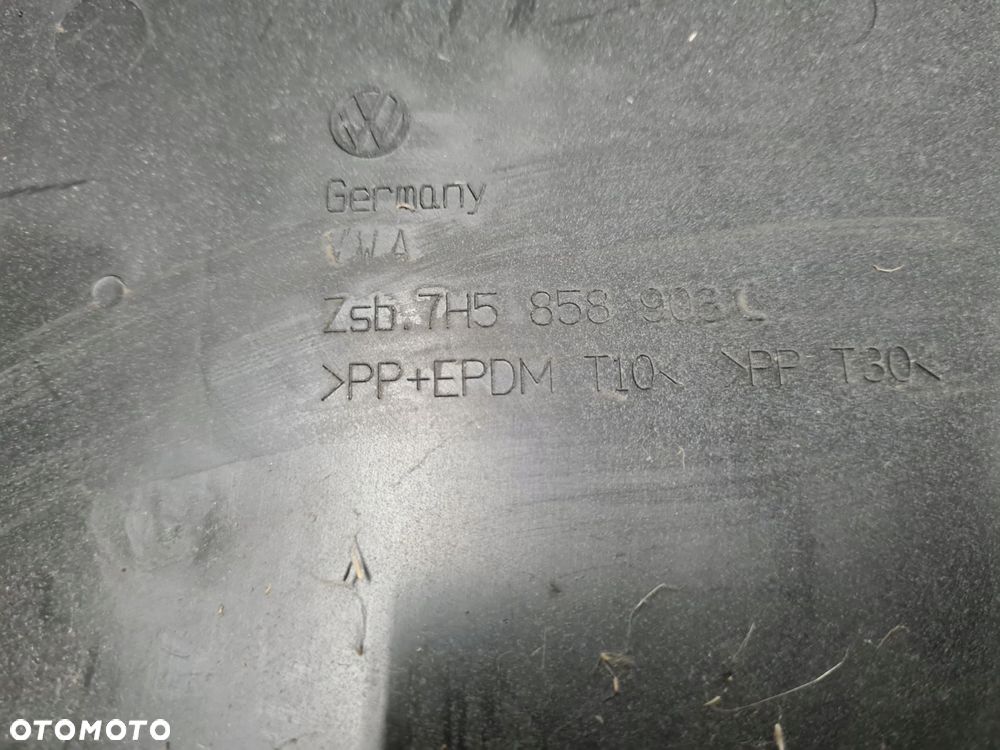 Germany
VWA
Zsb.7H5 858 903 C
>PP+EPDM T10< >PP T30<
OTOMOTO